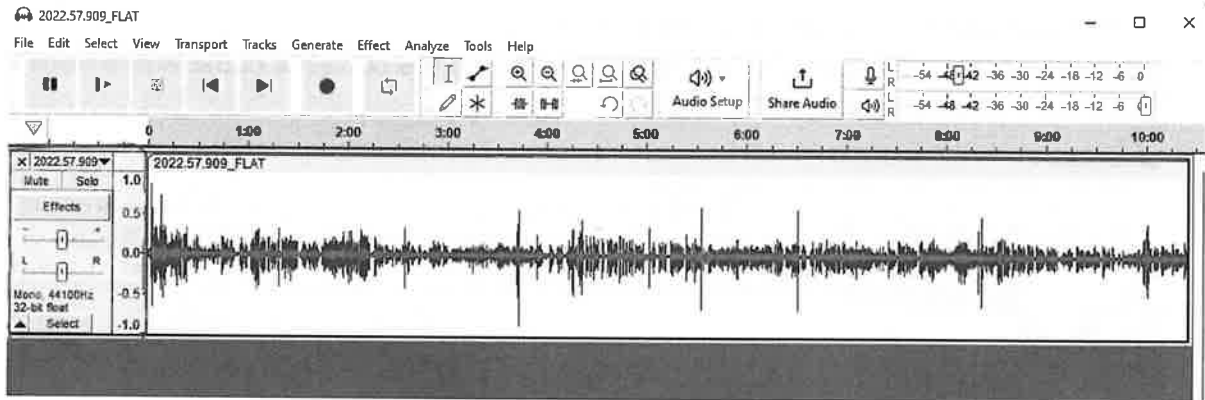 2022.57.909_FLAT
File Edit Select View Transport Tracks Generate Effect Analyze Tools Help
Audio Setup
Share Audio
L
R
-54 -48 -42 -36 -30 -24 -18 -12 -6 0
L
R
-54 -48 -42 -36 -30 -24 -18 -12 -6 0
0 1:00 2:00 3:00 4:00 5:00 6:00 7:00 8:00 9:00 10:00
× 2022.57.909▼
2022.57.909_FLAT
Mute Solo
Effects
- +
L R
Mono, 44100Hz
32-bit float
Select
1.0
0.5
0.0
-0.5
-1.0